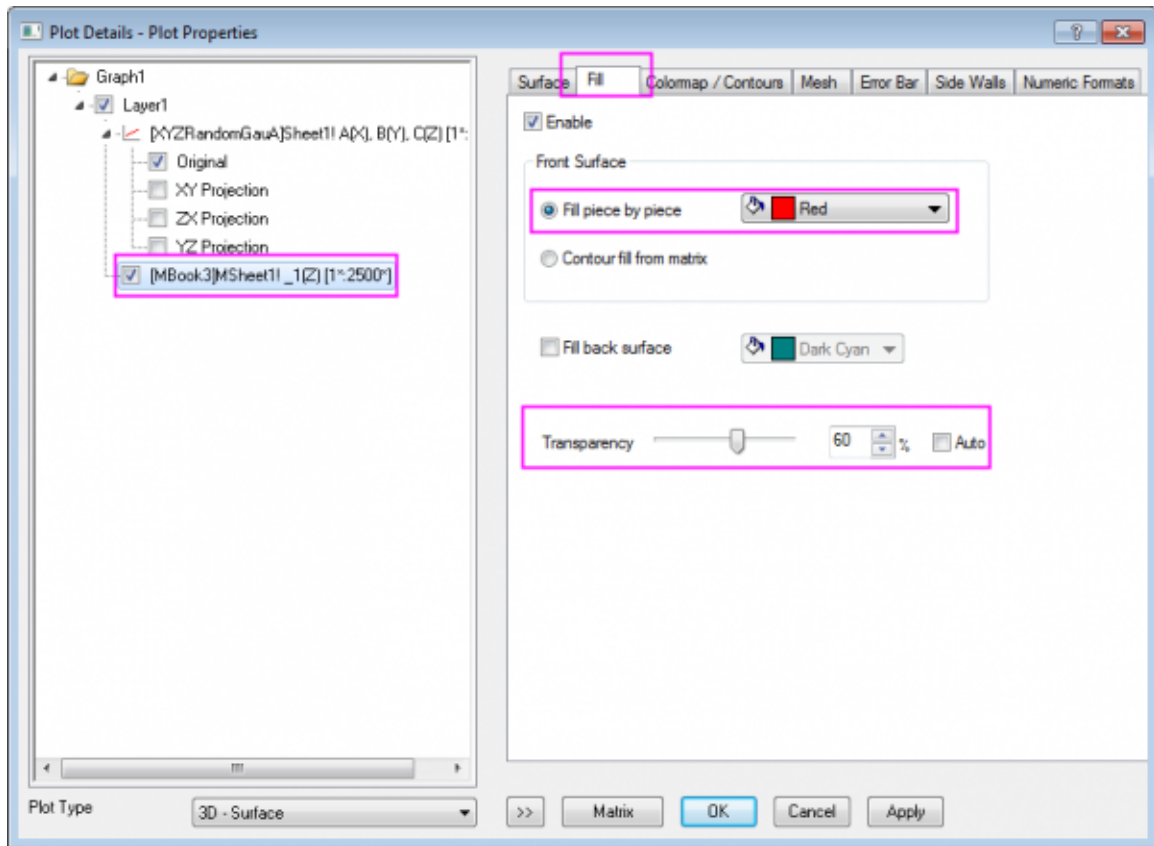 Plot Details - Plot Properties
Graph1
Layer1
[XYZRandomGauA]Sheet1! A(X), B(Y), C(Z) [1*:
Original
XY Projection
ZX Projection
YZ Projection
[MBook3]MSheet1! _1(Z) [1*:2500*]
Surface Fill Colormap / Contours Mesh Error Bar Side Walls Numeric Formats
Enable
Front Surface
Fill piece by piece Red
Contour fill from matrix
Fill back surface Dark Cyan
Transparency 60 % Auto
Plot Type 3D - Surface >> Matrix OK Cancel Apply